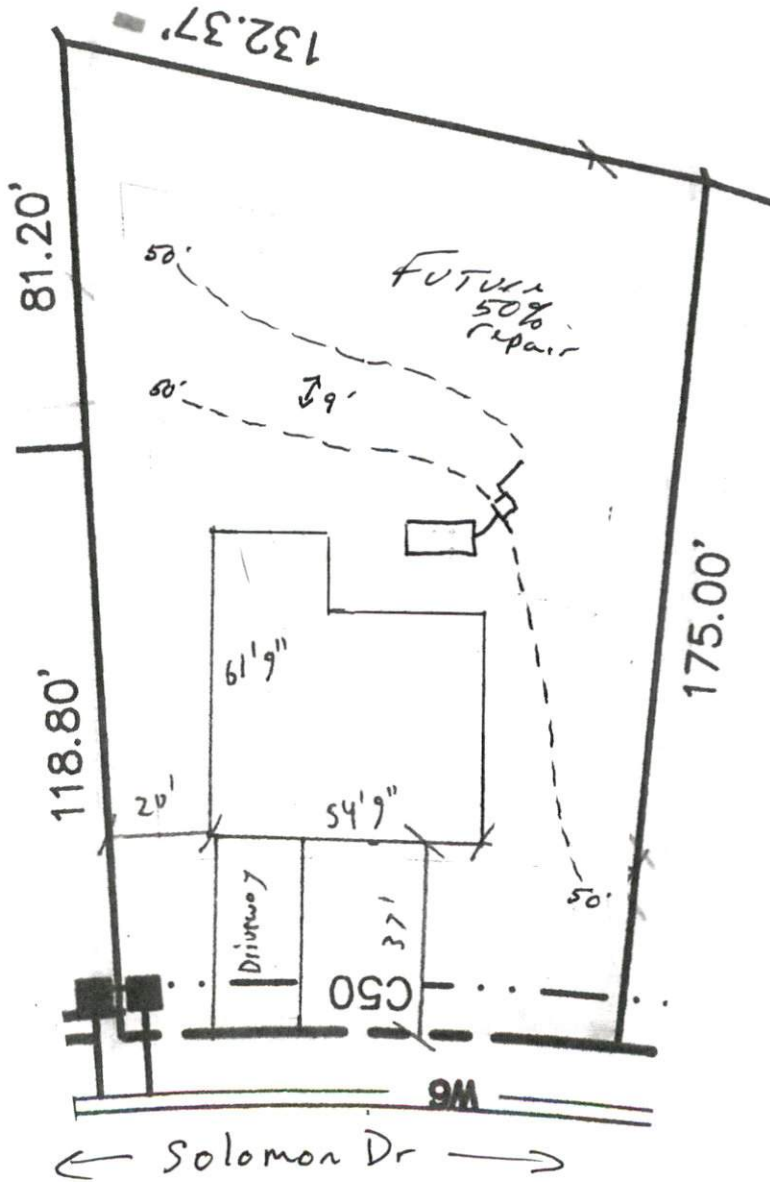 132.37'
81.20'
50'
FUTURE
50%
repair
50'
9'
118.80'
61'9"
175.00'
20'
54'9"
50'
Driveway
37'
C50
W6
Solomon Dr